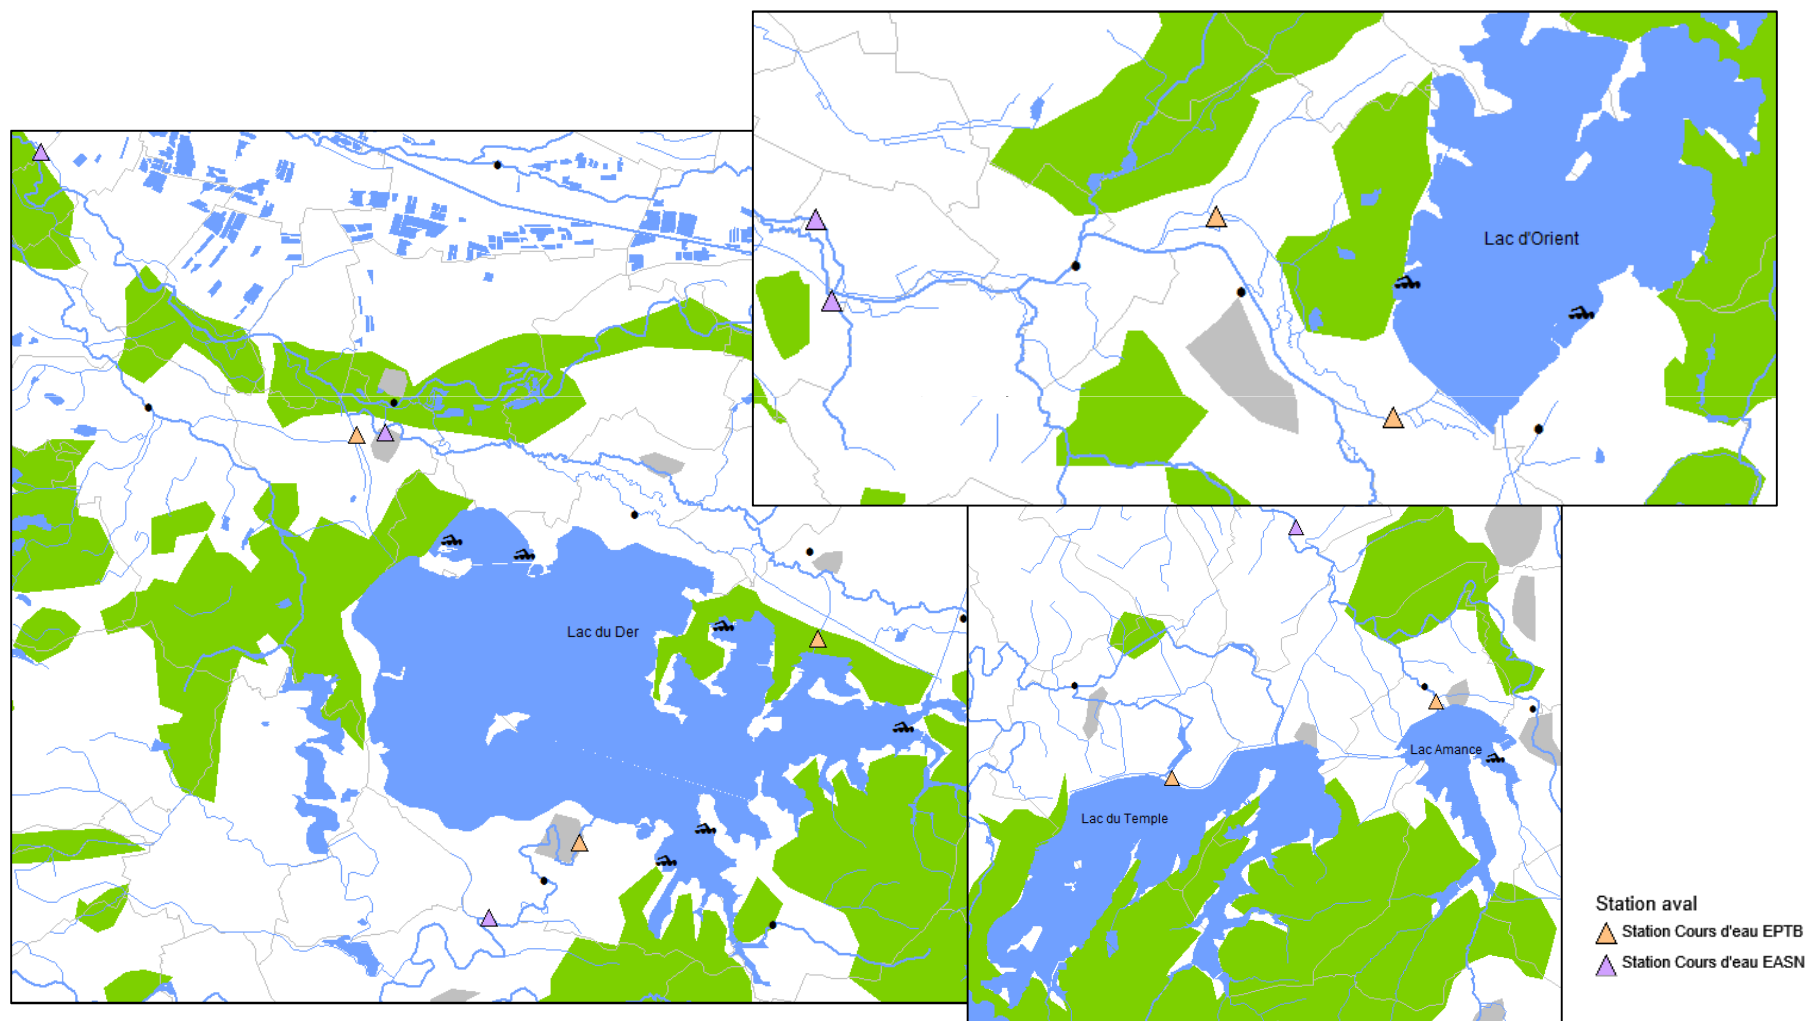 Lac d'Orient
Lac du Der
Lac Amance
Lac du Temple
Station aval
Station Cours d'eau EPTB
Station Cours d'eau EASN